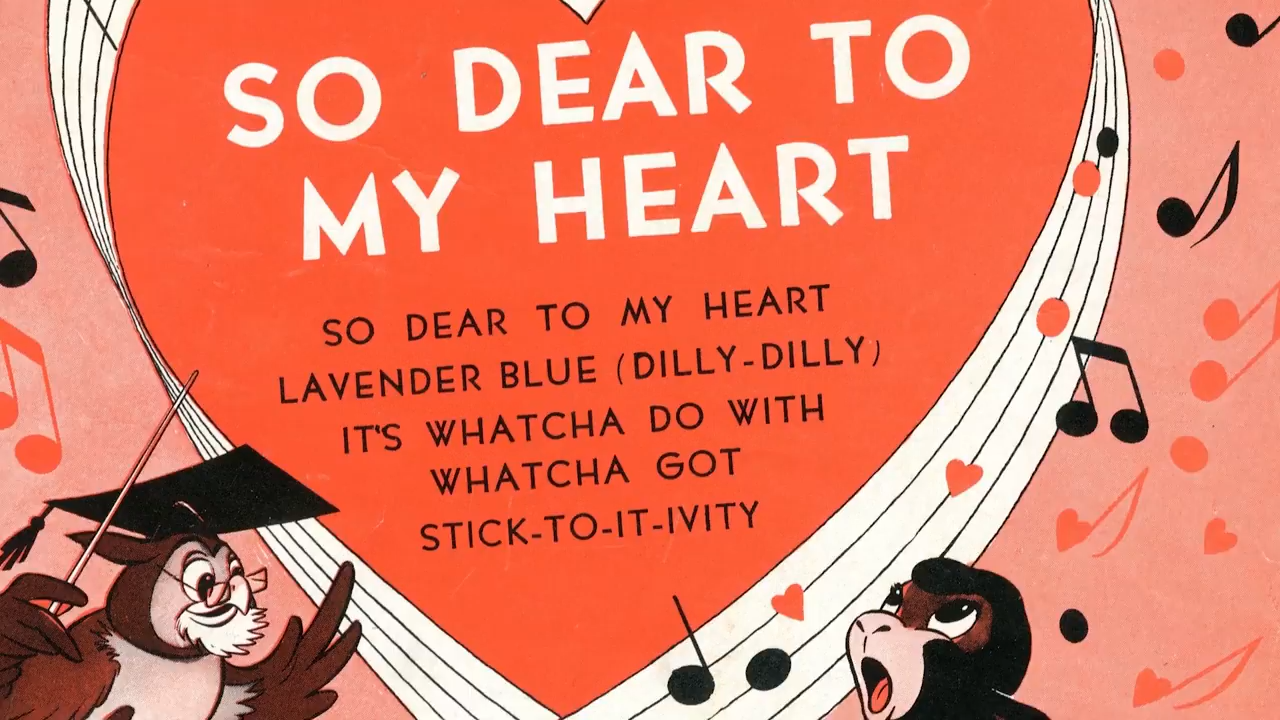 SO DEAR TO
MY HEART
SO DEAR TO MY HEART
LAVENDER BLUE (DILLY-DILLY)
IT'S WHATCHA DO WITH
WHATCHA GOT
STICK-TO-IT-IVITY